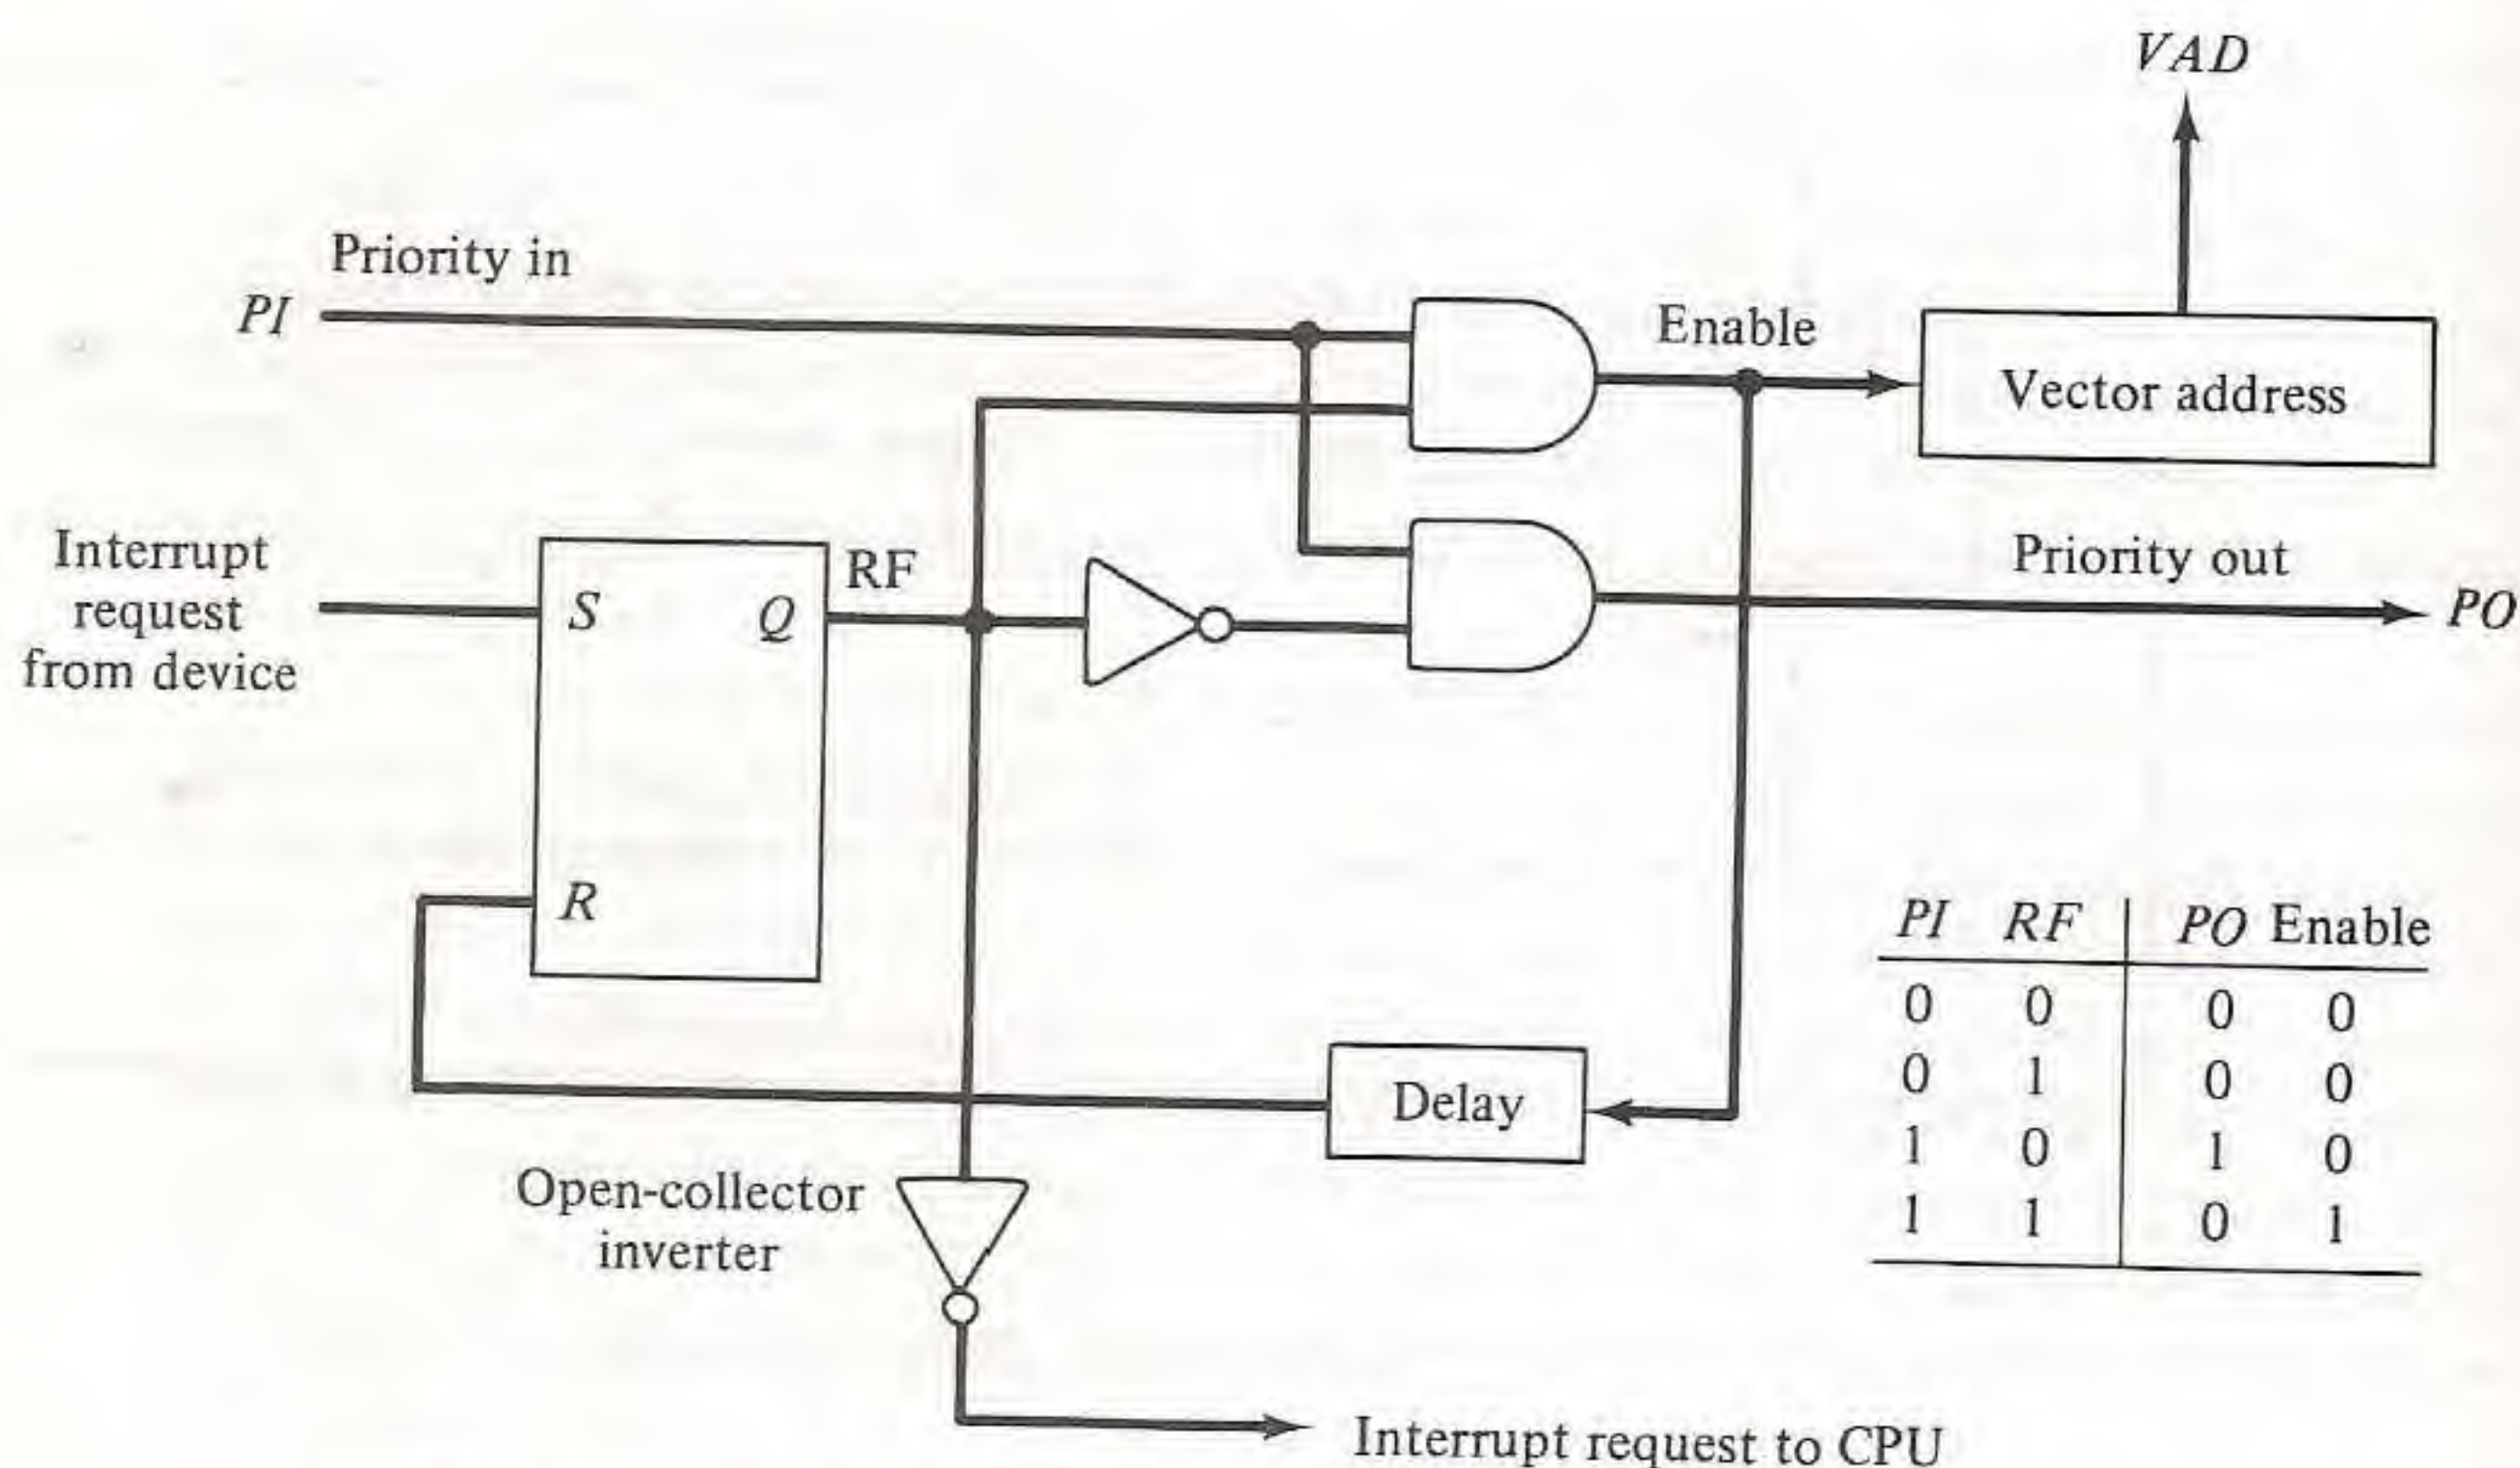 VAD
Priority in
PI
Enable
Vector address
Interrupt
request
from device
S
Q
RF
Priority out
PO
R
Delay
Open-collector
inverter
PI RF PO Enable
0 0 0 0
0 1 0 0
1 0 1 0
1 1 0 1
Interrupt request to CPU